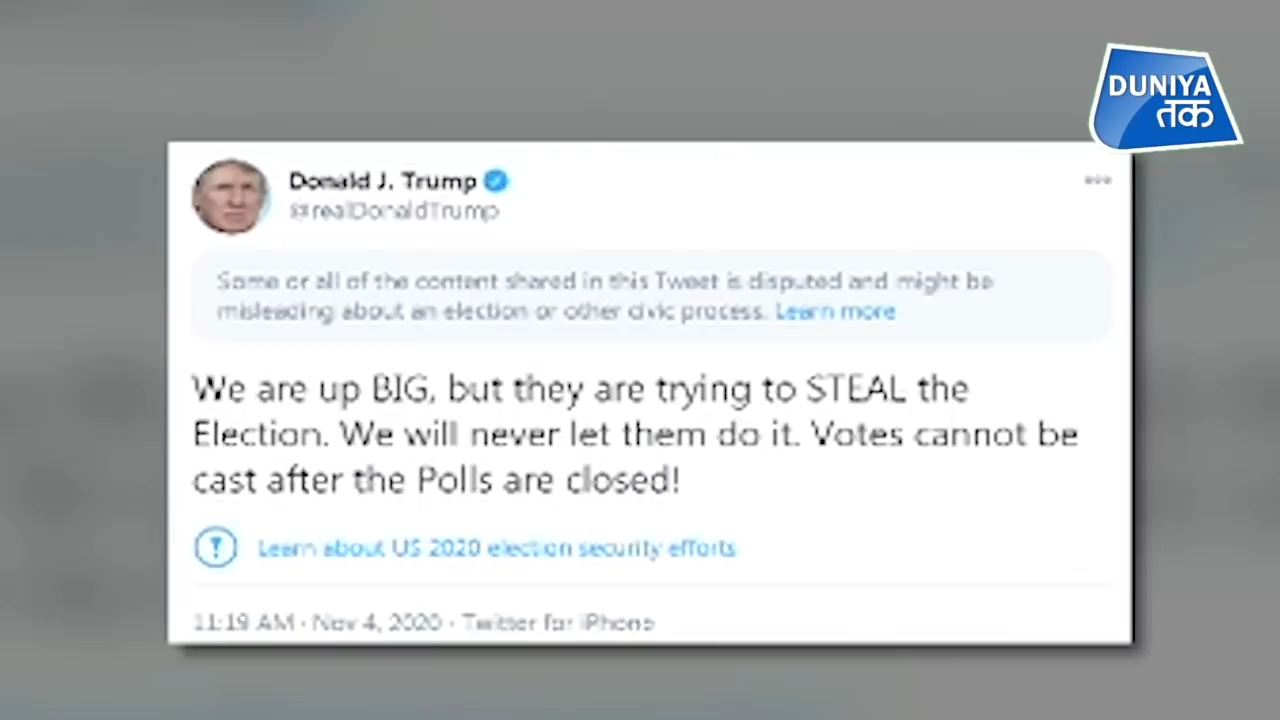 DUNIYA
तक
Donald J. Trump
@realDonaldTrump
Some or all of the content shared in this Tweet is disputed and might be
misleading about an election or other civic process. Learn more
We are up BIG, but they are trying to STEAL the
Election. We will never let them do it. Votes cannot be
cast after the Polls are closed!
Learn about US 2020 election security efforts
11:19 AM · Nov 4, 2020 · Twitter for iPhone